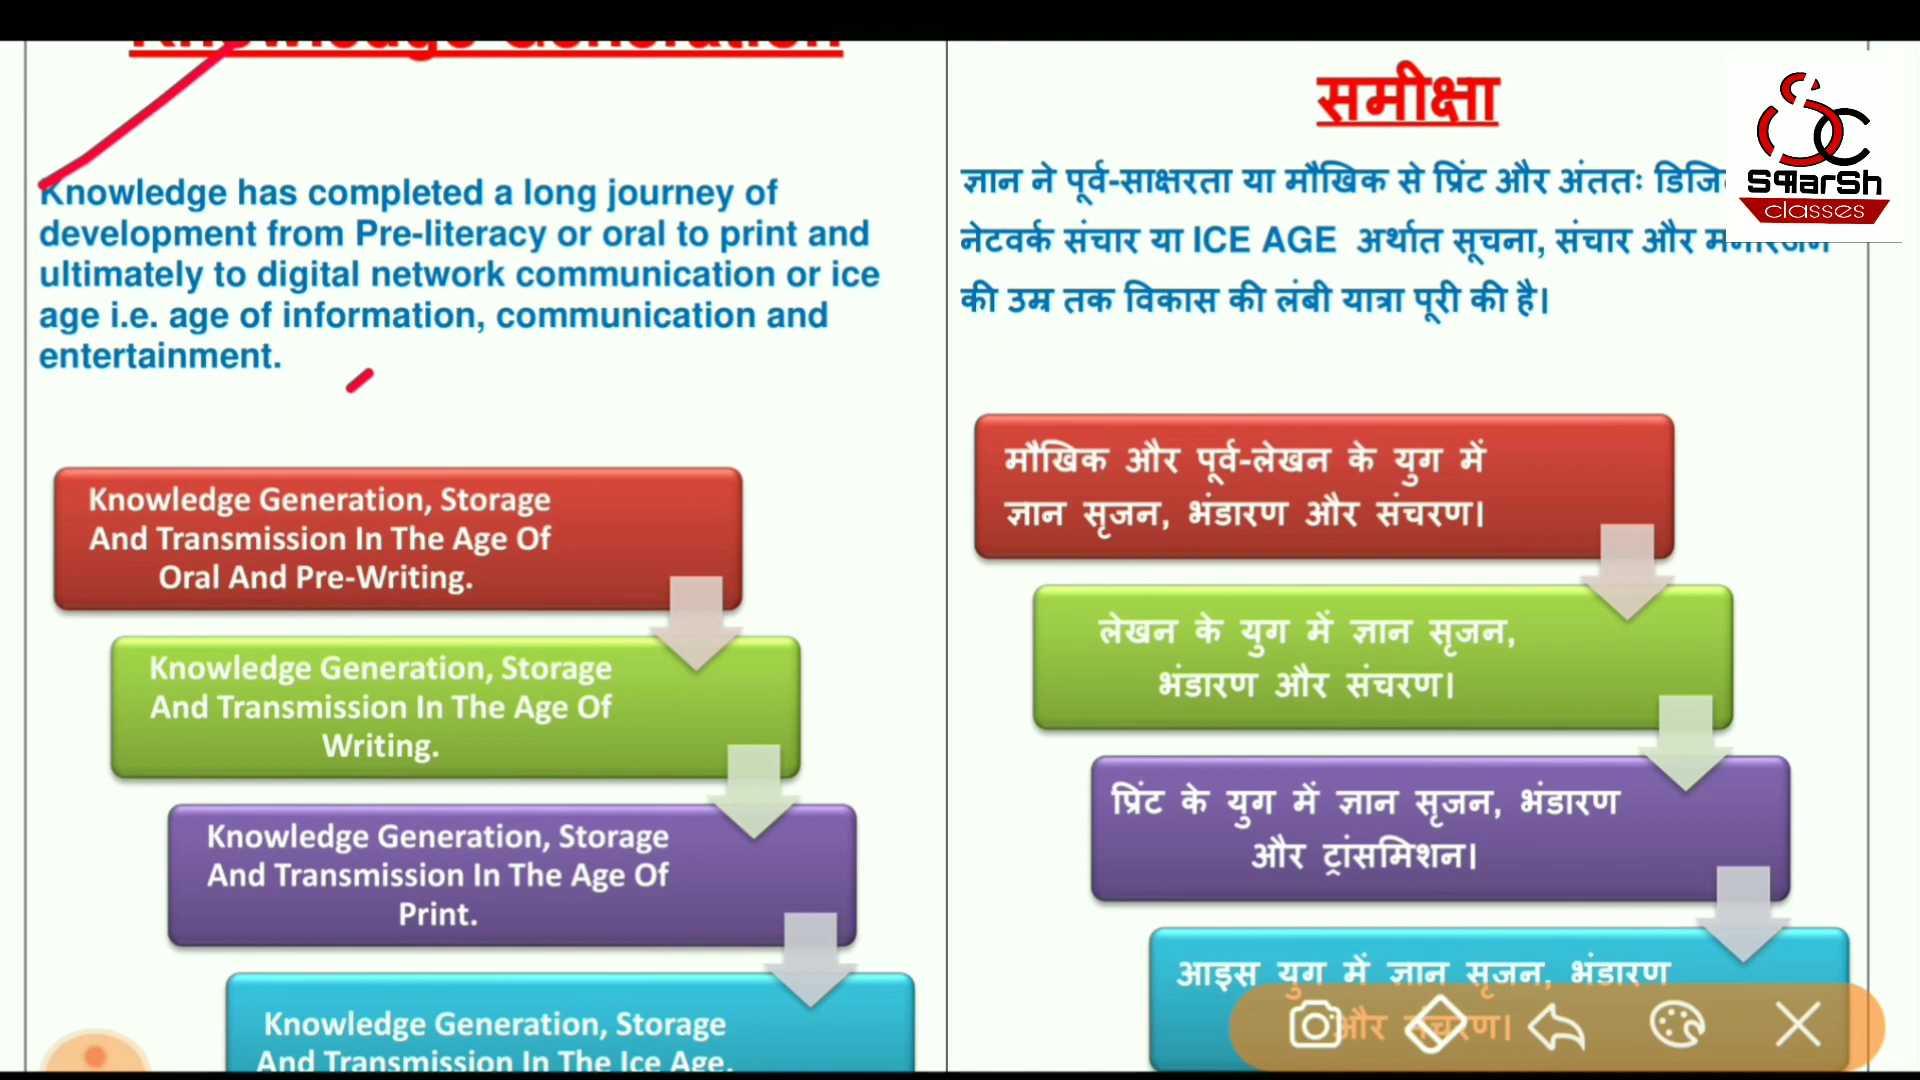 Knowledge Generation
Knowledge has completed a long journey of
development from Pre-literacy or oral to print and
ultimately to digital network communication or ice
age i.e. age of information, communication and
entertainment.
Knowledge Generation, Storage
And Transmission In The Age Of
Oral And Pre-Writing.
Knowledge Generation, Storage
And Transmission In The Age Of
Writing.
Knowledge Generation, Storage
And Transmission In The Age Of
Print.
Knowledge Generation, Storage
And Transmission In The Ice Age.
समीक्षा
ज्ञान ने पूर्व-साक्षरता या मौखिक से प्रिंट और अंततः
नेटवर्क संचार या ICE AGE अर्थात सूचना, संचार और
की उम्र तक विकास की लंबी यात्रा पूरी की है।
मौखिक और पूर्व-लेखन के युग में
ज्ञान सृजन, भंडारण और संचरण।
लेखन के युग में ज्ञान सृजन,
भंडारण और संचरण।
प्रिंट के युग में ज्ञान सृजन, भंडारण
और ट्रांसमिशन।
आइस युग में ज्ञान सृजन, भंडारण
और संचरण।
SC
SparSh
classes